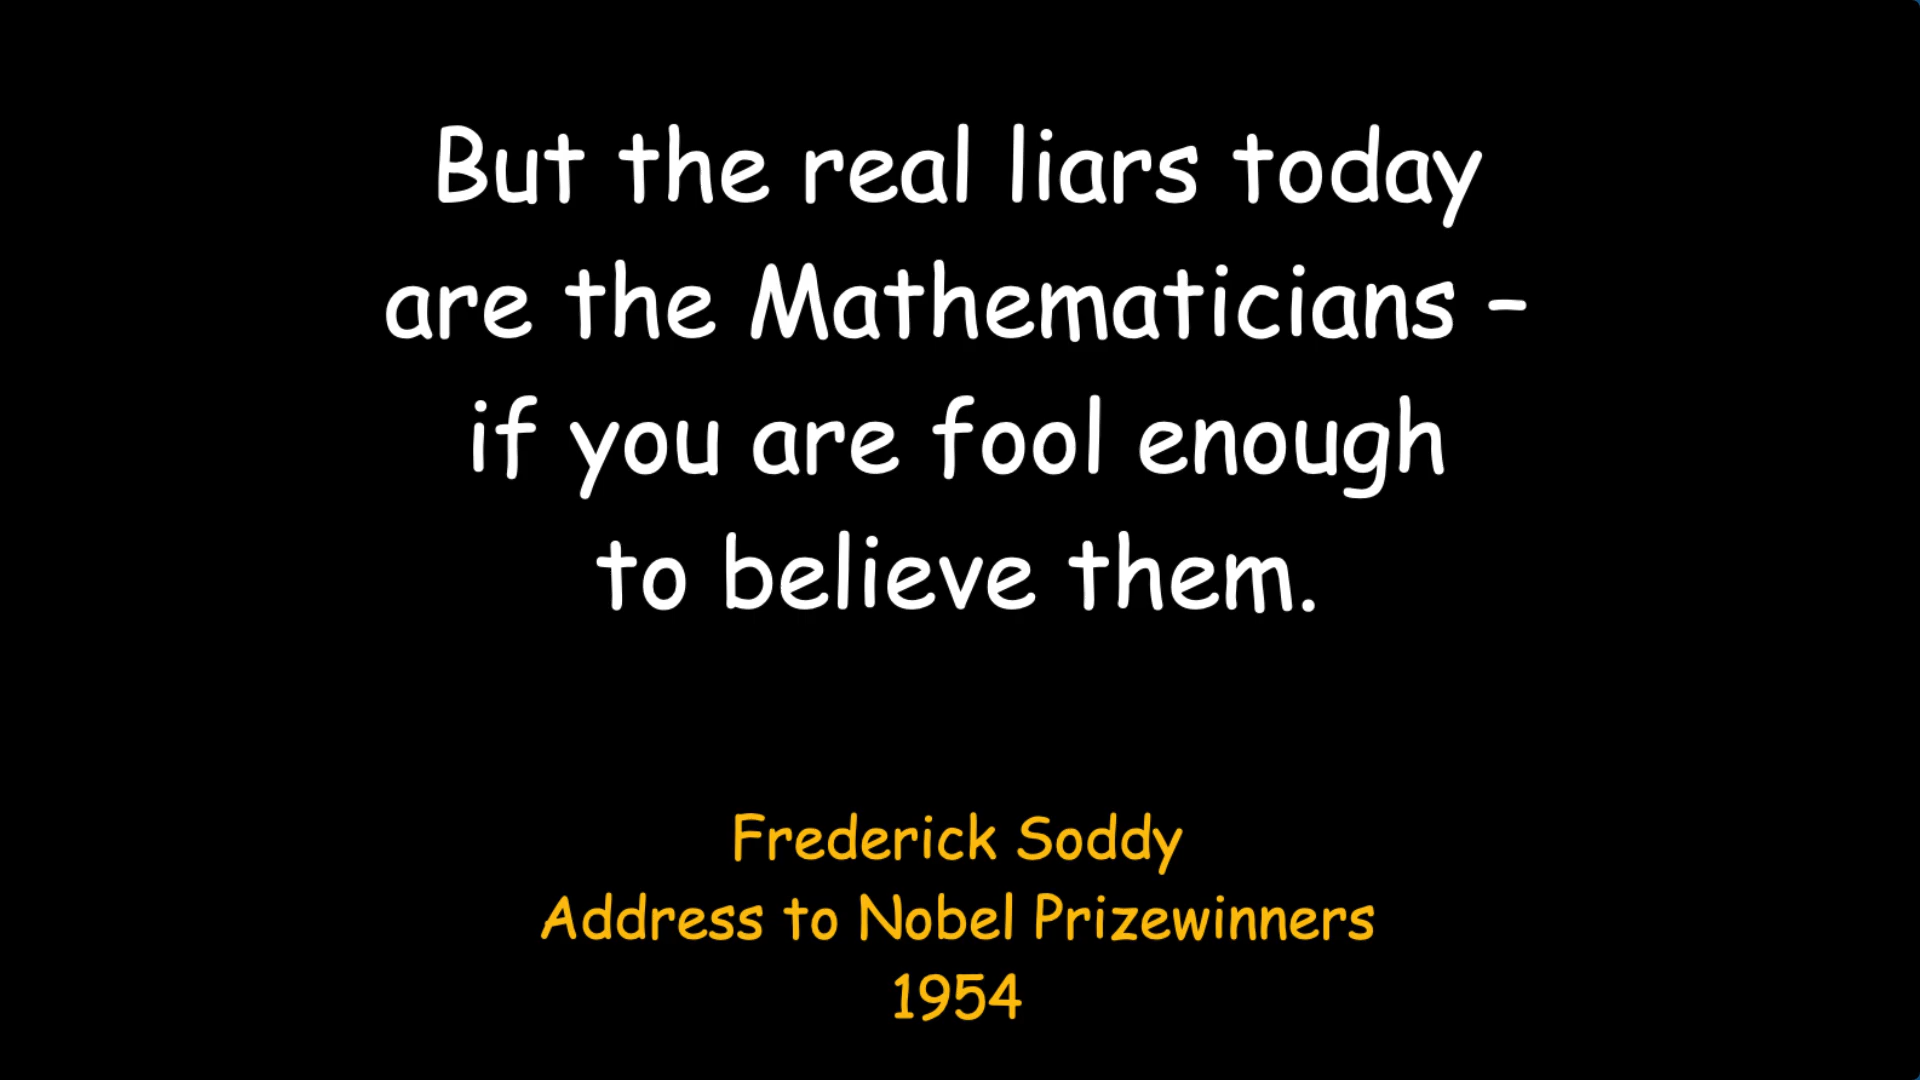 But the real liars today
are the Mathematicians –
if you are fool enough
to believe them.
Frederick Soddy
Address to Nobel Prizewinners
1954